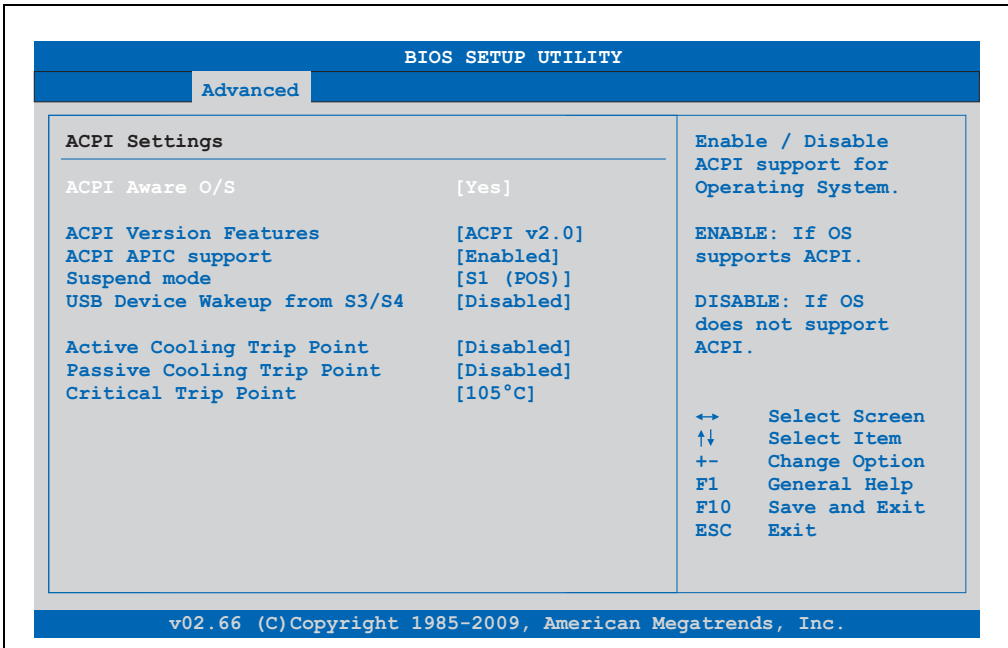 BIOS SETUP UTILITY
Advanced
ACPI Settings
ACPI Aware O/S [Yes]
ACPI Version Features [ACPI v2.0]
ACPI APIC support [Enabled]
Suspend mode [S1 (POS)]
USB Device Wakeup from S3/S4 [Disabled]
Active Cooling Trip Point [Disabled]
Passive Cooling Trip Point [Disabled]
Critical Trip Point [105°C]
Enable / Disable
ACPI support for
Operating System.
ENABLE: If OS
supports ACPI.
DISABLE: If OS
does not support
ACPI.
↔ Select Screen
↑↓ Select Item
+- Change Option
F1 General Help
F10 Save and Exit
ESC Exit
v02.66 (C)Copyright 1985-2009, American Megatrends, Inc.